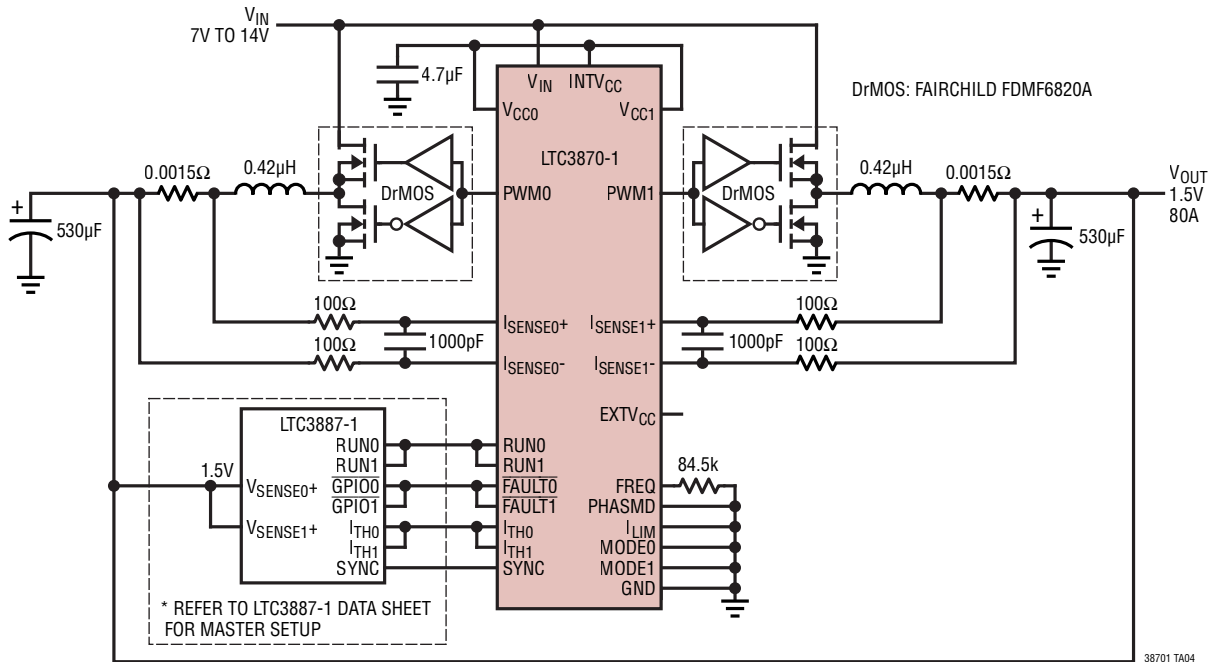 VIN
7V TO 14V
4.7µF
VIN
INTVCC
VCC0
VCC1
DrMOS: FAIRCHILD FDMF6820A
LTC3870-1
0.0015Ω
0.42µH
DrMOS
PWM0
PWM1
DrMOS
0.42µH
0.0015Ω
VOUT
1.5V
80A
+
530µF
+
530µF
100Ω
ISENSE0+
ISENSE1+
100Ω
1000pF
1000pF
100Ω
ISENSE0-
ISENSE1-
100Ω
EXTVCC
LTC3887-1
RUN0
RUN0
RUN1
RUN1
84.5k
1.5V
VSENSE0+
GPIO0
FAULT0
FREQ
GPIO1
FAULT1
PHASMD
VSENSE1+
ITH0
ITH0
ILIM
ITH1
ITH1
MODE0
SYNC
SYNC
MODE1
GND
* REFER TO LTC3887-1 DATA SHEET
FOR MASTER SETUP
38701 TA04